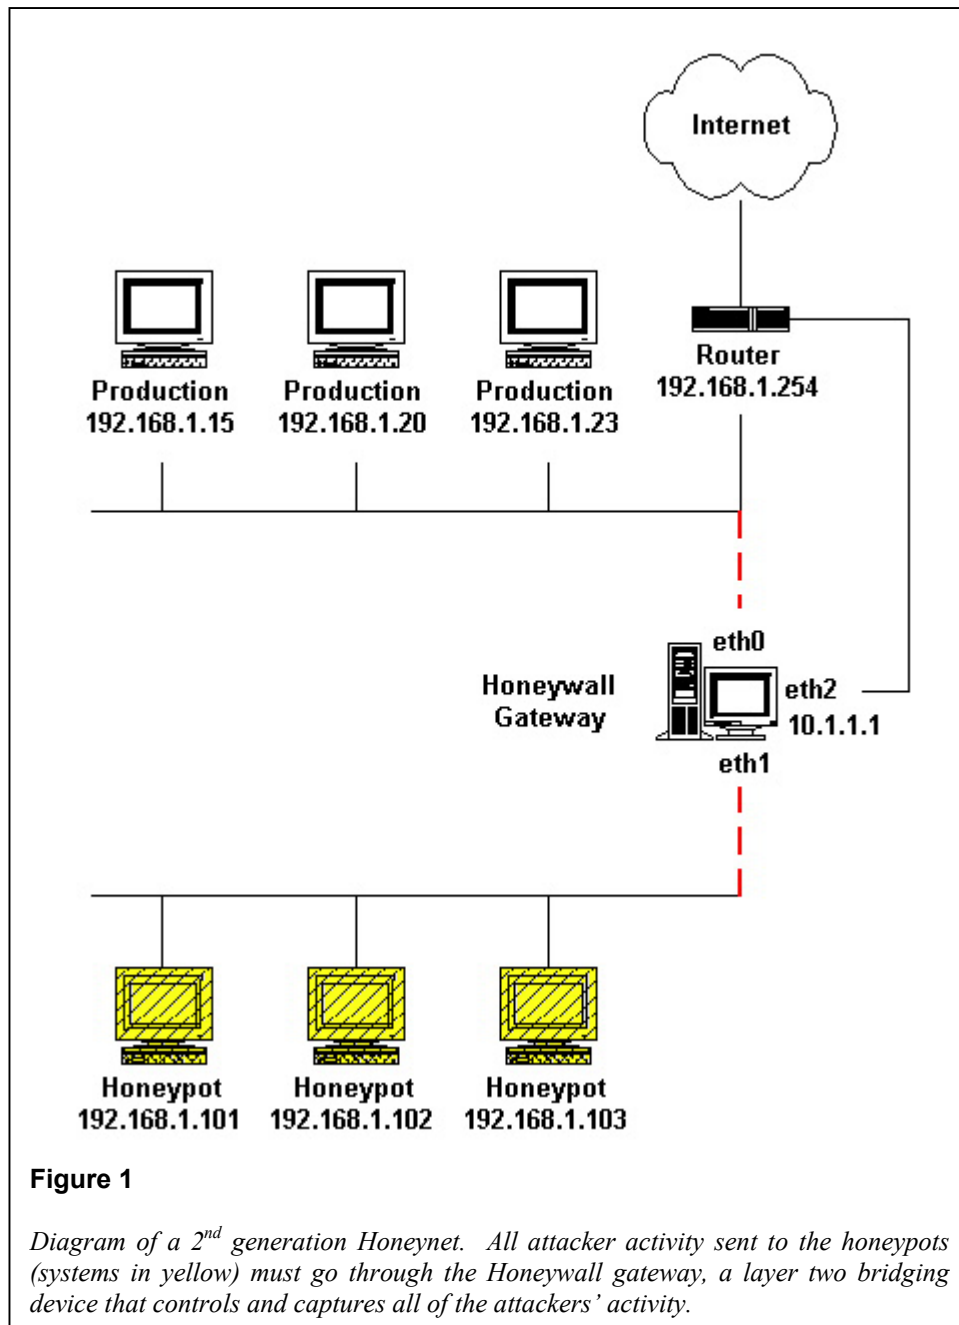 Internet
Router
192.168.1.254
Production
192.168.1.15
Production
192.168.1.20
Production
192.168.1.23
eth0
Honeywall
Gateway
eth2
10.1.1.1
eth1
Honeypot
192.168.1.101
Honeypot
192.168.1.102
Honeypot
192.168.1.103
Figure 1
Diagram of a 2nd generation Honeynet. All attacker activity sent to the honeypots
(systems in yellow) must go through the Honeywall gateway, a layer two bridging
device that controls and captures all of the attackers’ activity.